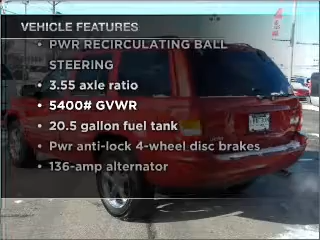 VEHICLE FEATURES
• PWR RECIRCULATING BALL
STEERING
• 3.55 axle ratio
• 5400# GVWR
• 20.5 gallon fuel tank
• Pwr anti-lock 4-wheel disc brakes
• 136-amp alternator